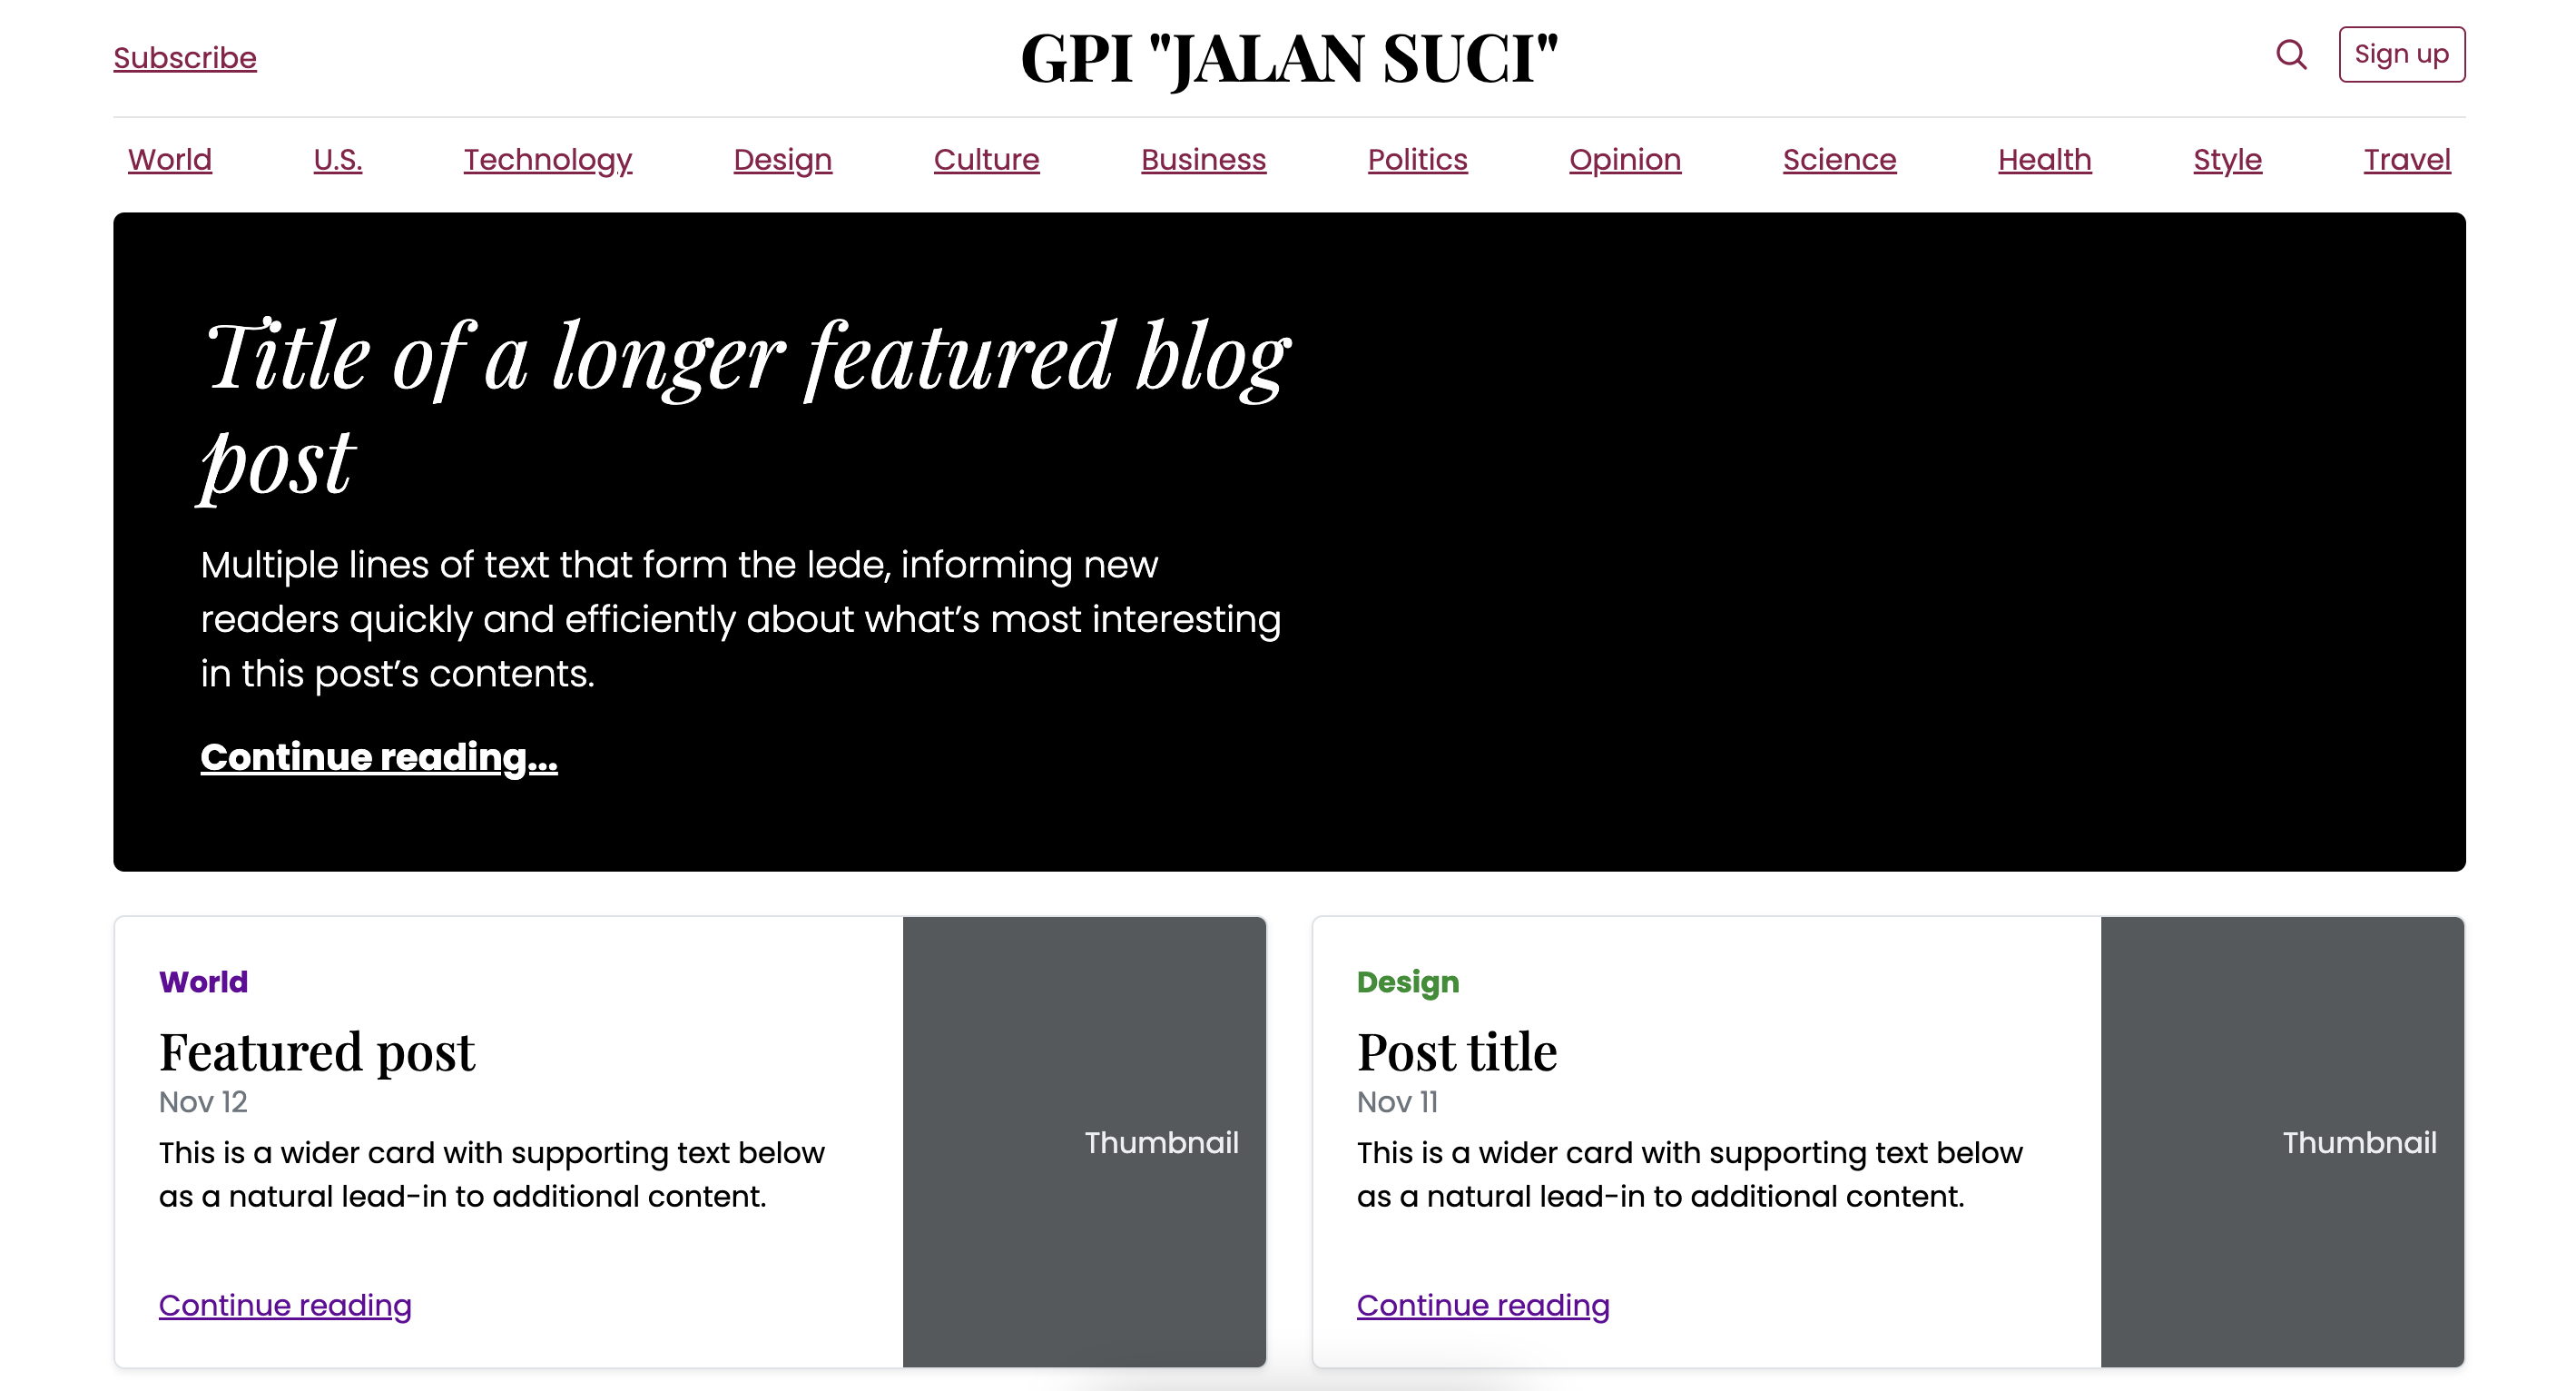 Subscribe
GPI "JALAN SUCI"
Sign up
World U.S. Technology Design Culture Business Politics Opinion Science Health Style Travel
Title of a longer featured blog
post
Multiple lines of text that form the lede, informing new
readers quickly and efficiently about what’s most interesting
in this post’s contents.
Continue reading...
World
Featured post
Nov 12
This is a wider card with supporting text below
as a natural lead-in to additional content.
Continue reading
Thumbnail
Design
Post title
Nov 11
This is a wider card with supporting text below
as a natural lead-in to additional content.
Continue reading
Thumbnail